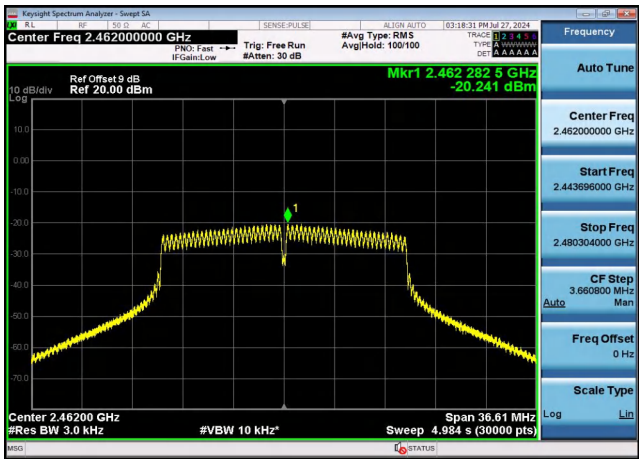 Keysight Spectrum Analyzer - Swept SA
RL RF 50 Ω AC SENSE:PULSE ALIGN AUTO 03:18:31 PM Jul 27, 2024
Center Freq 2.462000000 GHz
#Avg Type: RMS
TRACE 1 2 3 4 5 6
PNO: Fast Trig: Free Run Avg|Hold: 100/100
TYPE A WWWWW
IFGain:Low #Atten: 30 dB
DET A A A A A A
Mkr1 2.462 282 5 GHz
-20.241 dBm
Ref Offset 9 dB
10 dB/div Ref 20.00 dBm
Log
10.0
0.00
-10.0
-20.0
-30.0
-40.0
-50.0
-60.0
-70.0
1
Center 2.46200 GHz Span 36.61 MHz
#Res BW 3.0 kHz #VBW 10 kHz* Sweep 4.984 s (30000 pts)
MSG STATUS
Frequency
Auto Tune
Center Freq
2.462000000 GHz
Start Freq
2.443696000 GHz
Stop Freq
2.480304000 GHz
CF Step
3.660800 MHz
Auto Man
Freq Offset
0 Hz
Scale Type
Log Lin